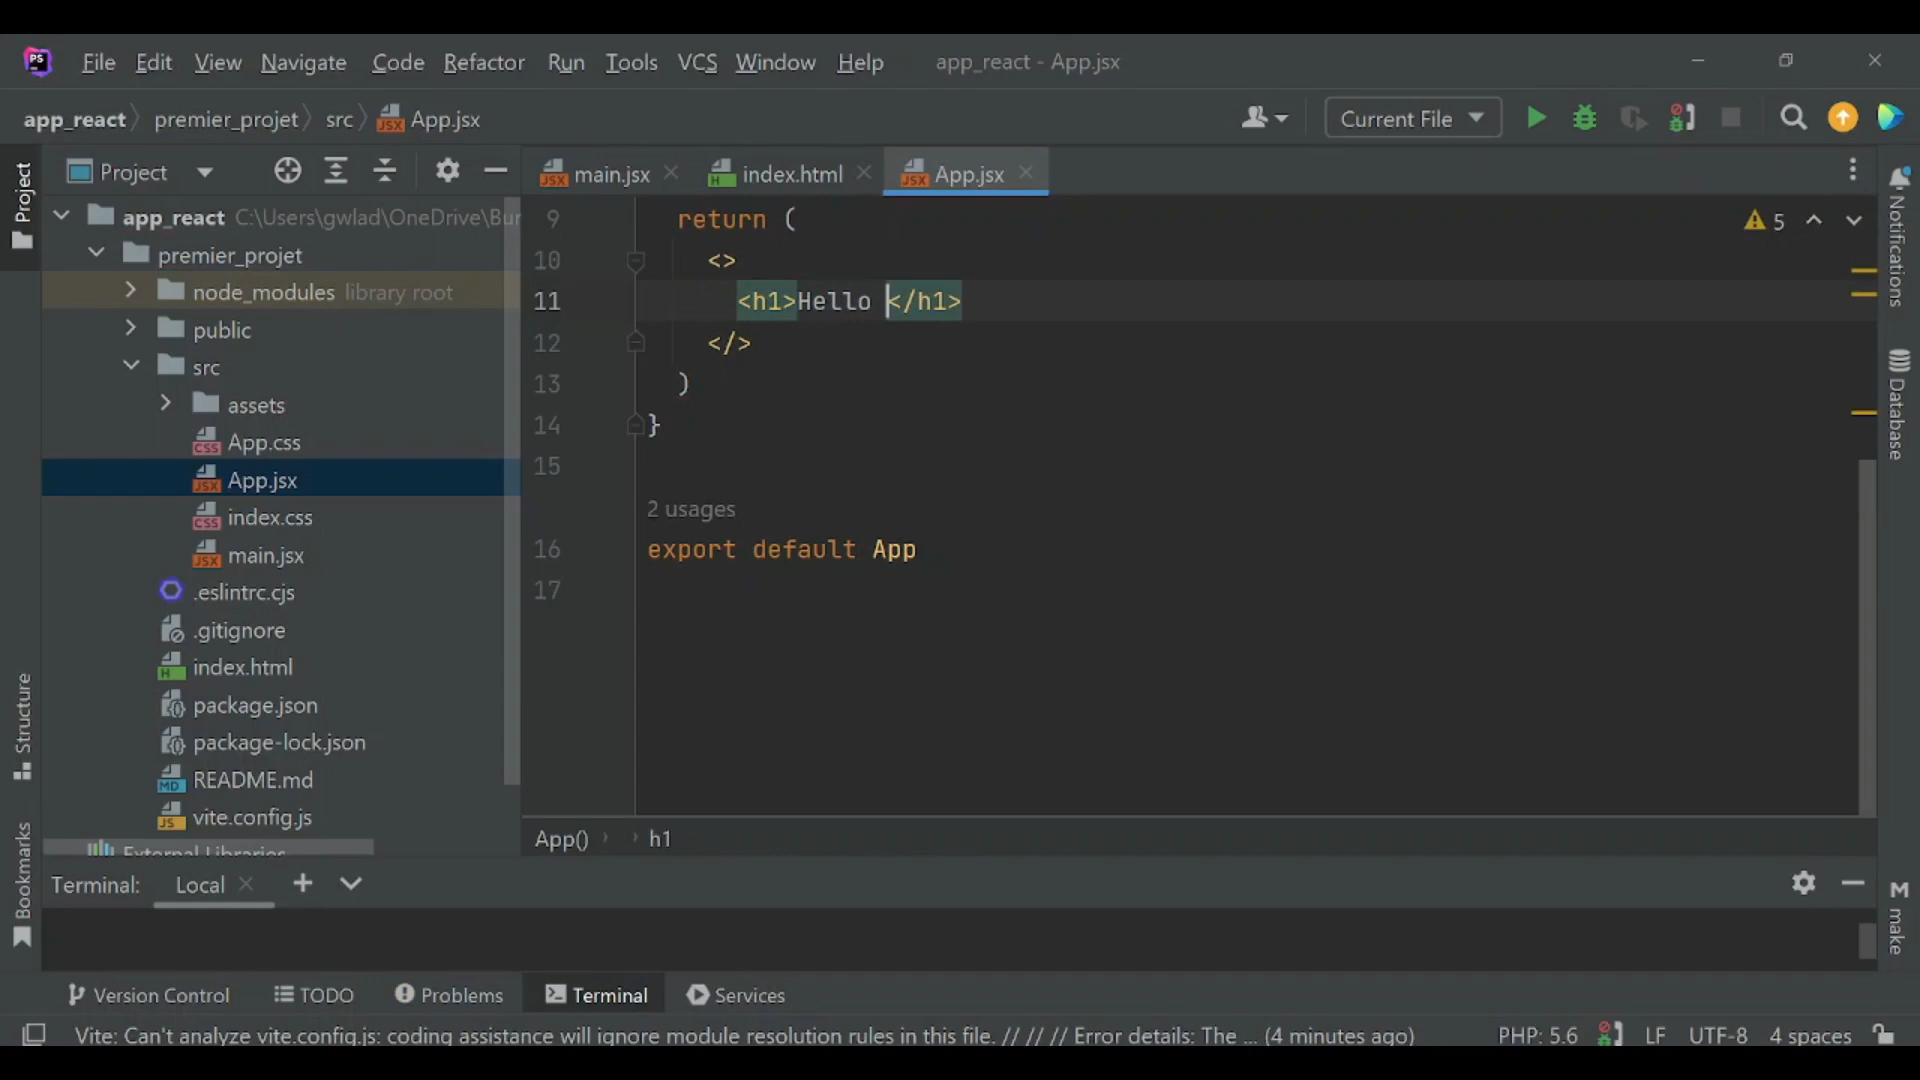 PS File Edit View Navigate Code Refactor Run Tools VCS Window Help app_react - App.jsx
app_react premier_projet src App.jsx Current File
Project main.jsx index.html App.jsx
Project
app_react C:\Users\gwlad\OneDrive\Bur
premier_projet
node_modules library root
public
src
assets
App.css
App.jsx
index.css
main.jsx
.eslintrc.cjs
.gitignore
index.html
package.json
package-lock.json
README.md
vite.config.js
External Libraries
9 return (
10 <>
11 <h1>Hello </h1>
12 </>
13 )
14 }
15
2 usages
16 export default App
17
5
App() h1
Structure
Bookmarks
Notifications
Database
make
Terminal: Local
Version Control TODO Problems Terminal Services
Vite: Can't analyze vite.config.js: coding assistance will ignore module resolution rules in this file. // // // Error details: The ... (4 minutes ago) PHP: 5.6 LF UTF-8 4 spaces